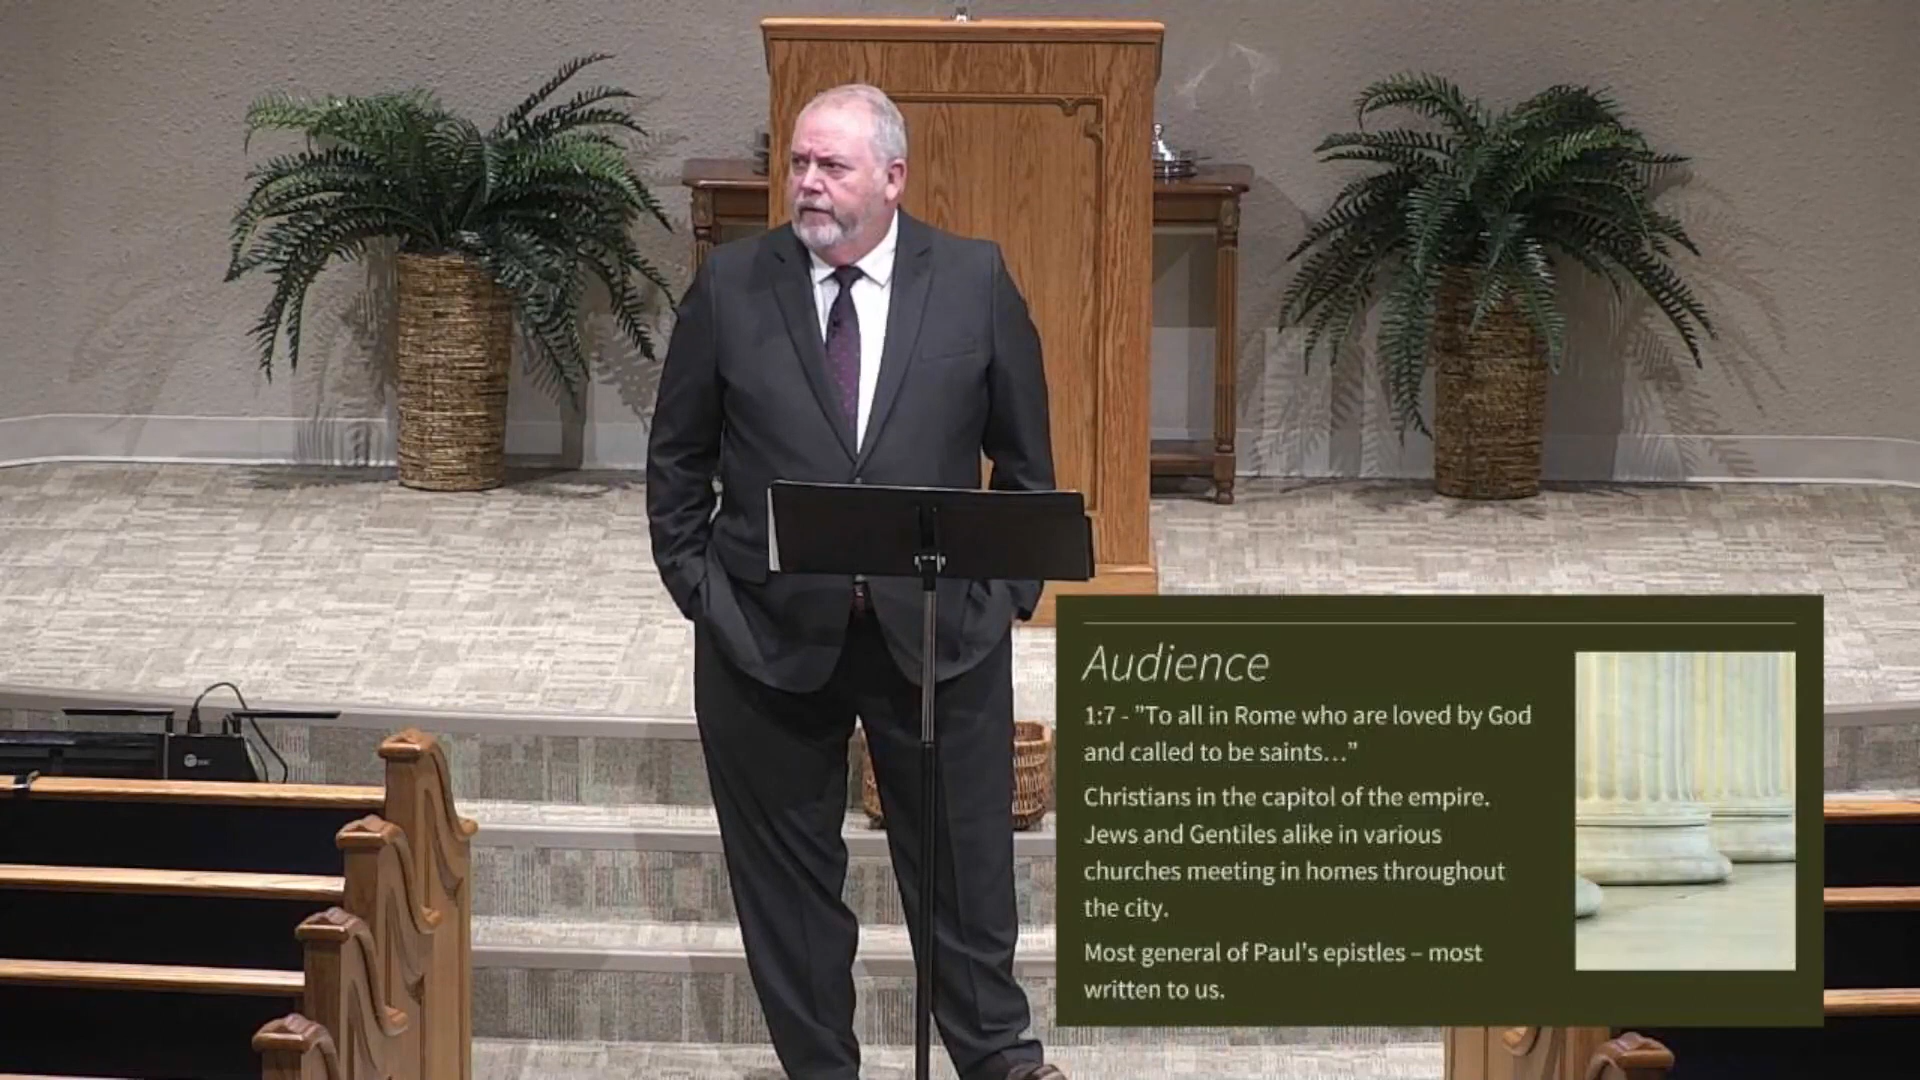 Audience
1:7 - "To all in Rome who are loved by God
and called to be saints…”
Christians in the capitol of the empire.
Jews and Gentiles alike in various
churches meeting in homes throughout
the city.
Most general of Paul's epistles – most
written to us.